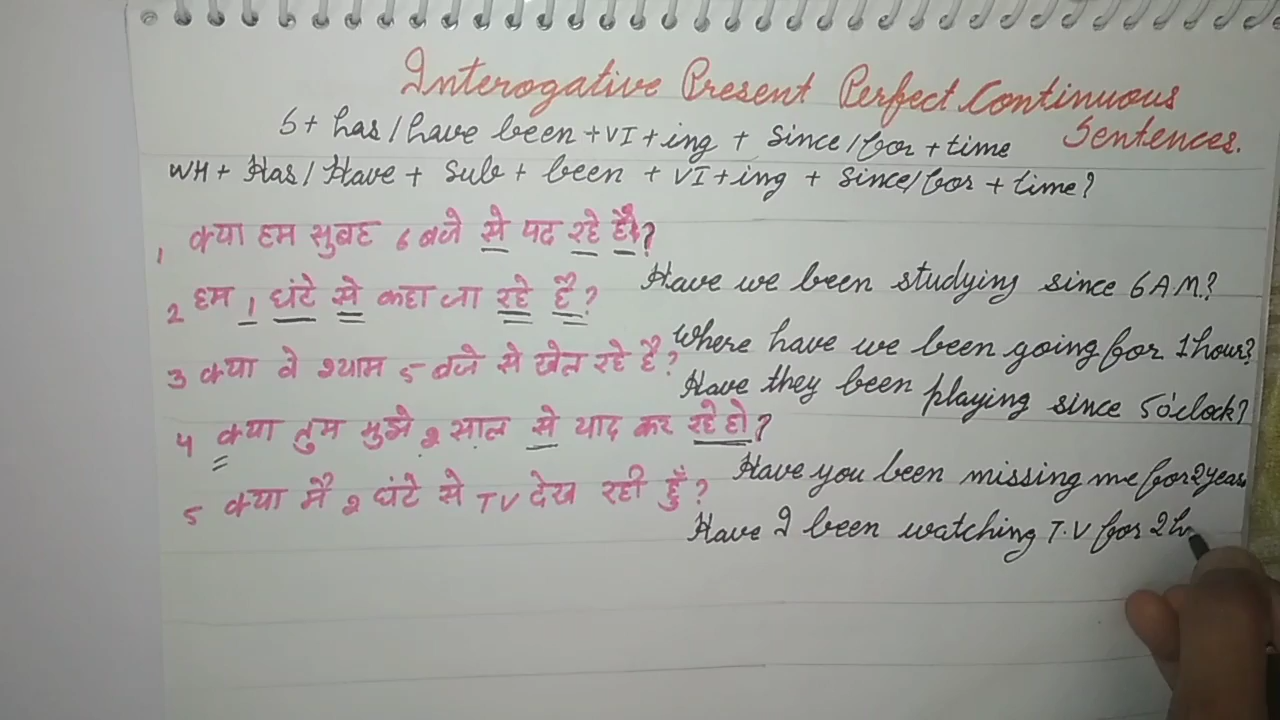 Interogative Present Perfect Continuous
Sentences.
S+ has/have been +VI+ing + since/for + time
WH + Has/Have + Sub + been + VI+ing + since/for + time?
1 क्या हम सुबह 6 बजे से पढ रहे हैं?
Have we been studying since 6 A.M.?
2 हम 1 घंटे से कहा जा रहे है?
Where have we been going for 1 hour?
3 क्या वे श्याम 5 बजे से खेल रहे है?
Have they been playing since 5 o'clock?
4 क्या तुम मुझे 2 साल से याद कर रहे हो?
Have you been missing me for 2 years
5 क्या मै 2 घंटे से TV देख रही हुँ?
Have I been watching T.V for 2 h